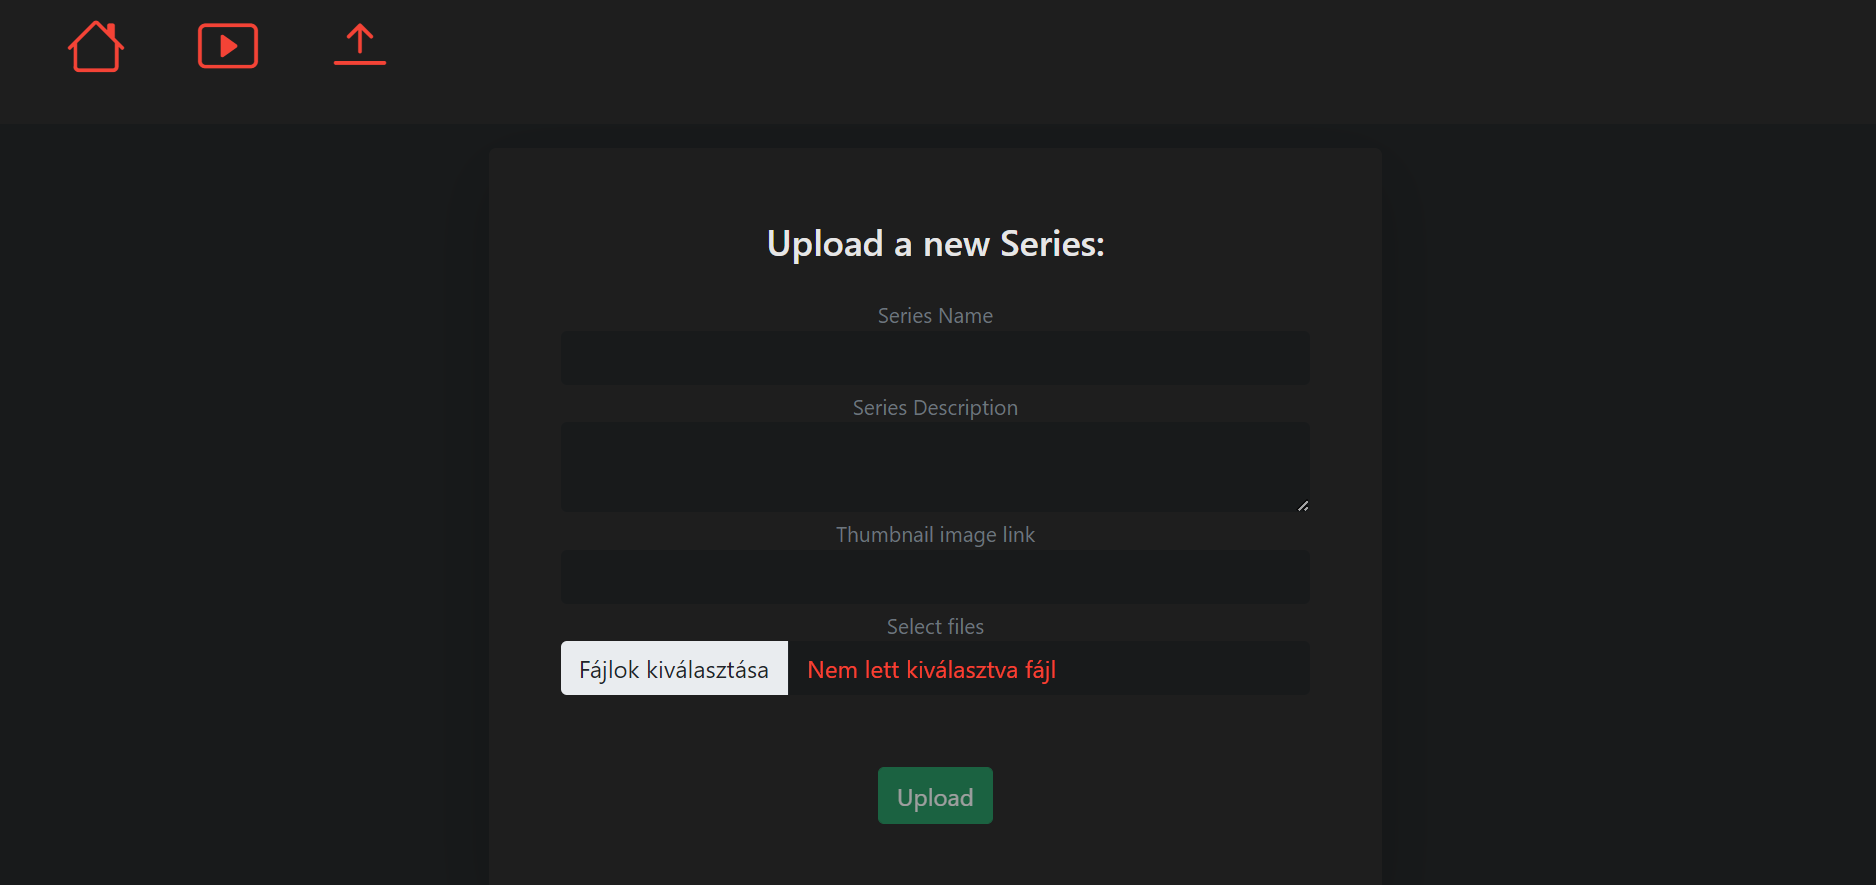 Upload a new Series:
Series Name
Series Description
Thumbnail image link
Select files
Fájlok kiválasztása Nem lett kiválasztva fájl
Upload